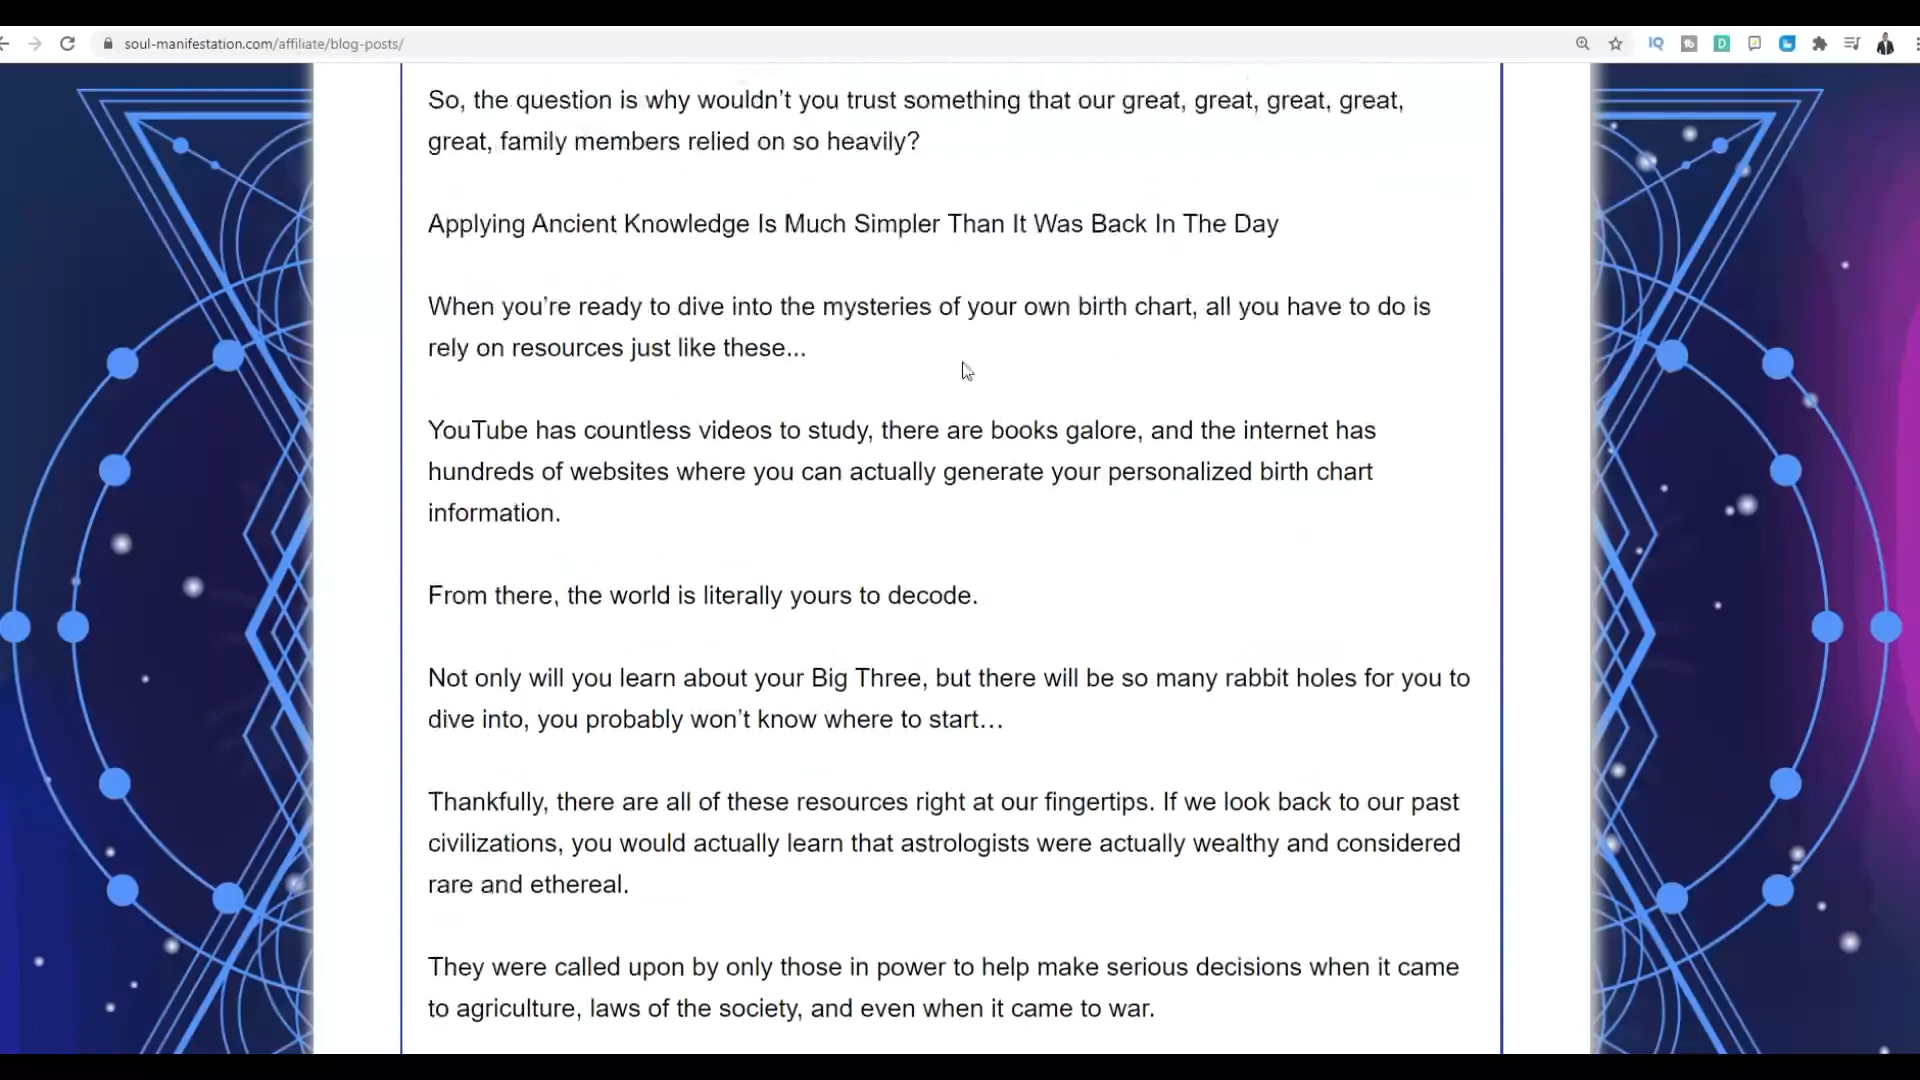 soul-manifestation.com/affiliate/blog-posts/
IQ
D
So, the question is why wouldn’t you trust something that our great, great, great, great,
great, family members relied on so heavily?
Applying Ancient Knowledge Is Much Simpler Than It Was Back In The Day
When you’re ready to dive into the mysteries of your own birth chart, all you have to do is
rely on resources just like these...
YouTube has countless videos to study, there are books galore, and the internet has
hundreds of websites where you can actually generate your personalized birth chart
information.
From there, the world is literally yours to decode.
Not only will you learn about your Big Three, but there will be so many rabbit holes for you to
dive into, you probably won’t know where to start…
Thankfully, there are all of these resources right at our fingertips. If we look back to our past
civilizations, you would actually learn that astrologists were actually wealthy and considered
rare and ethereal.
They were called upon by only those in power to help make serious decisions when it came
to agriculture, laws of the society, and even when it came to war.